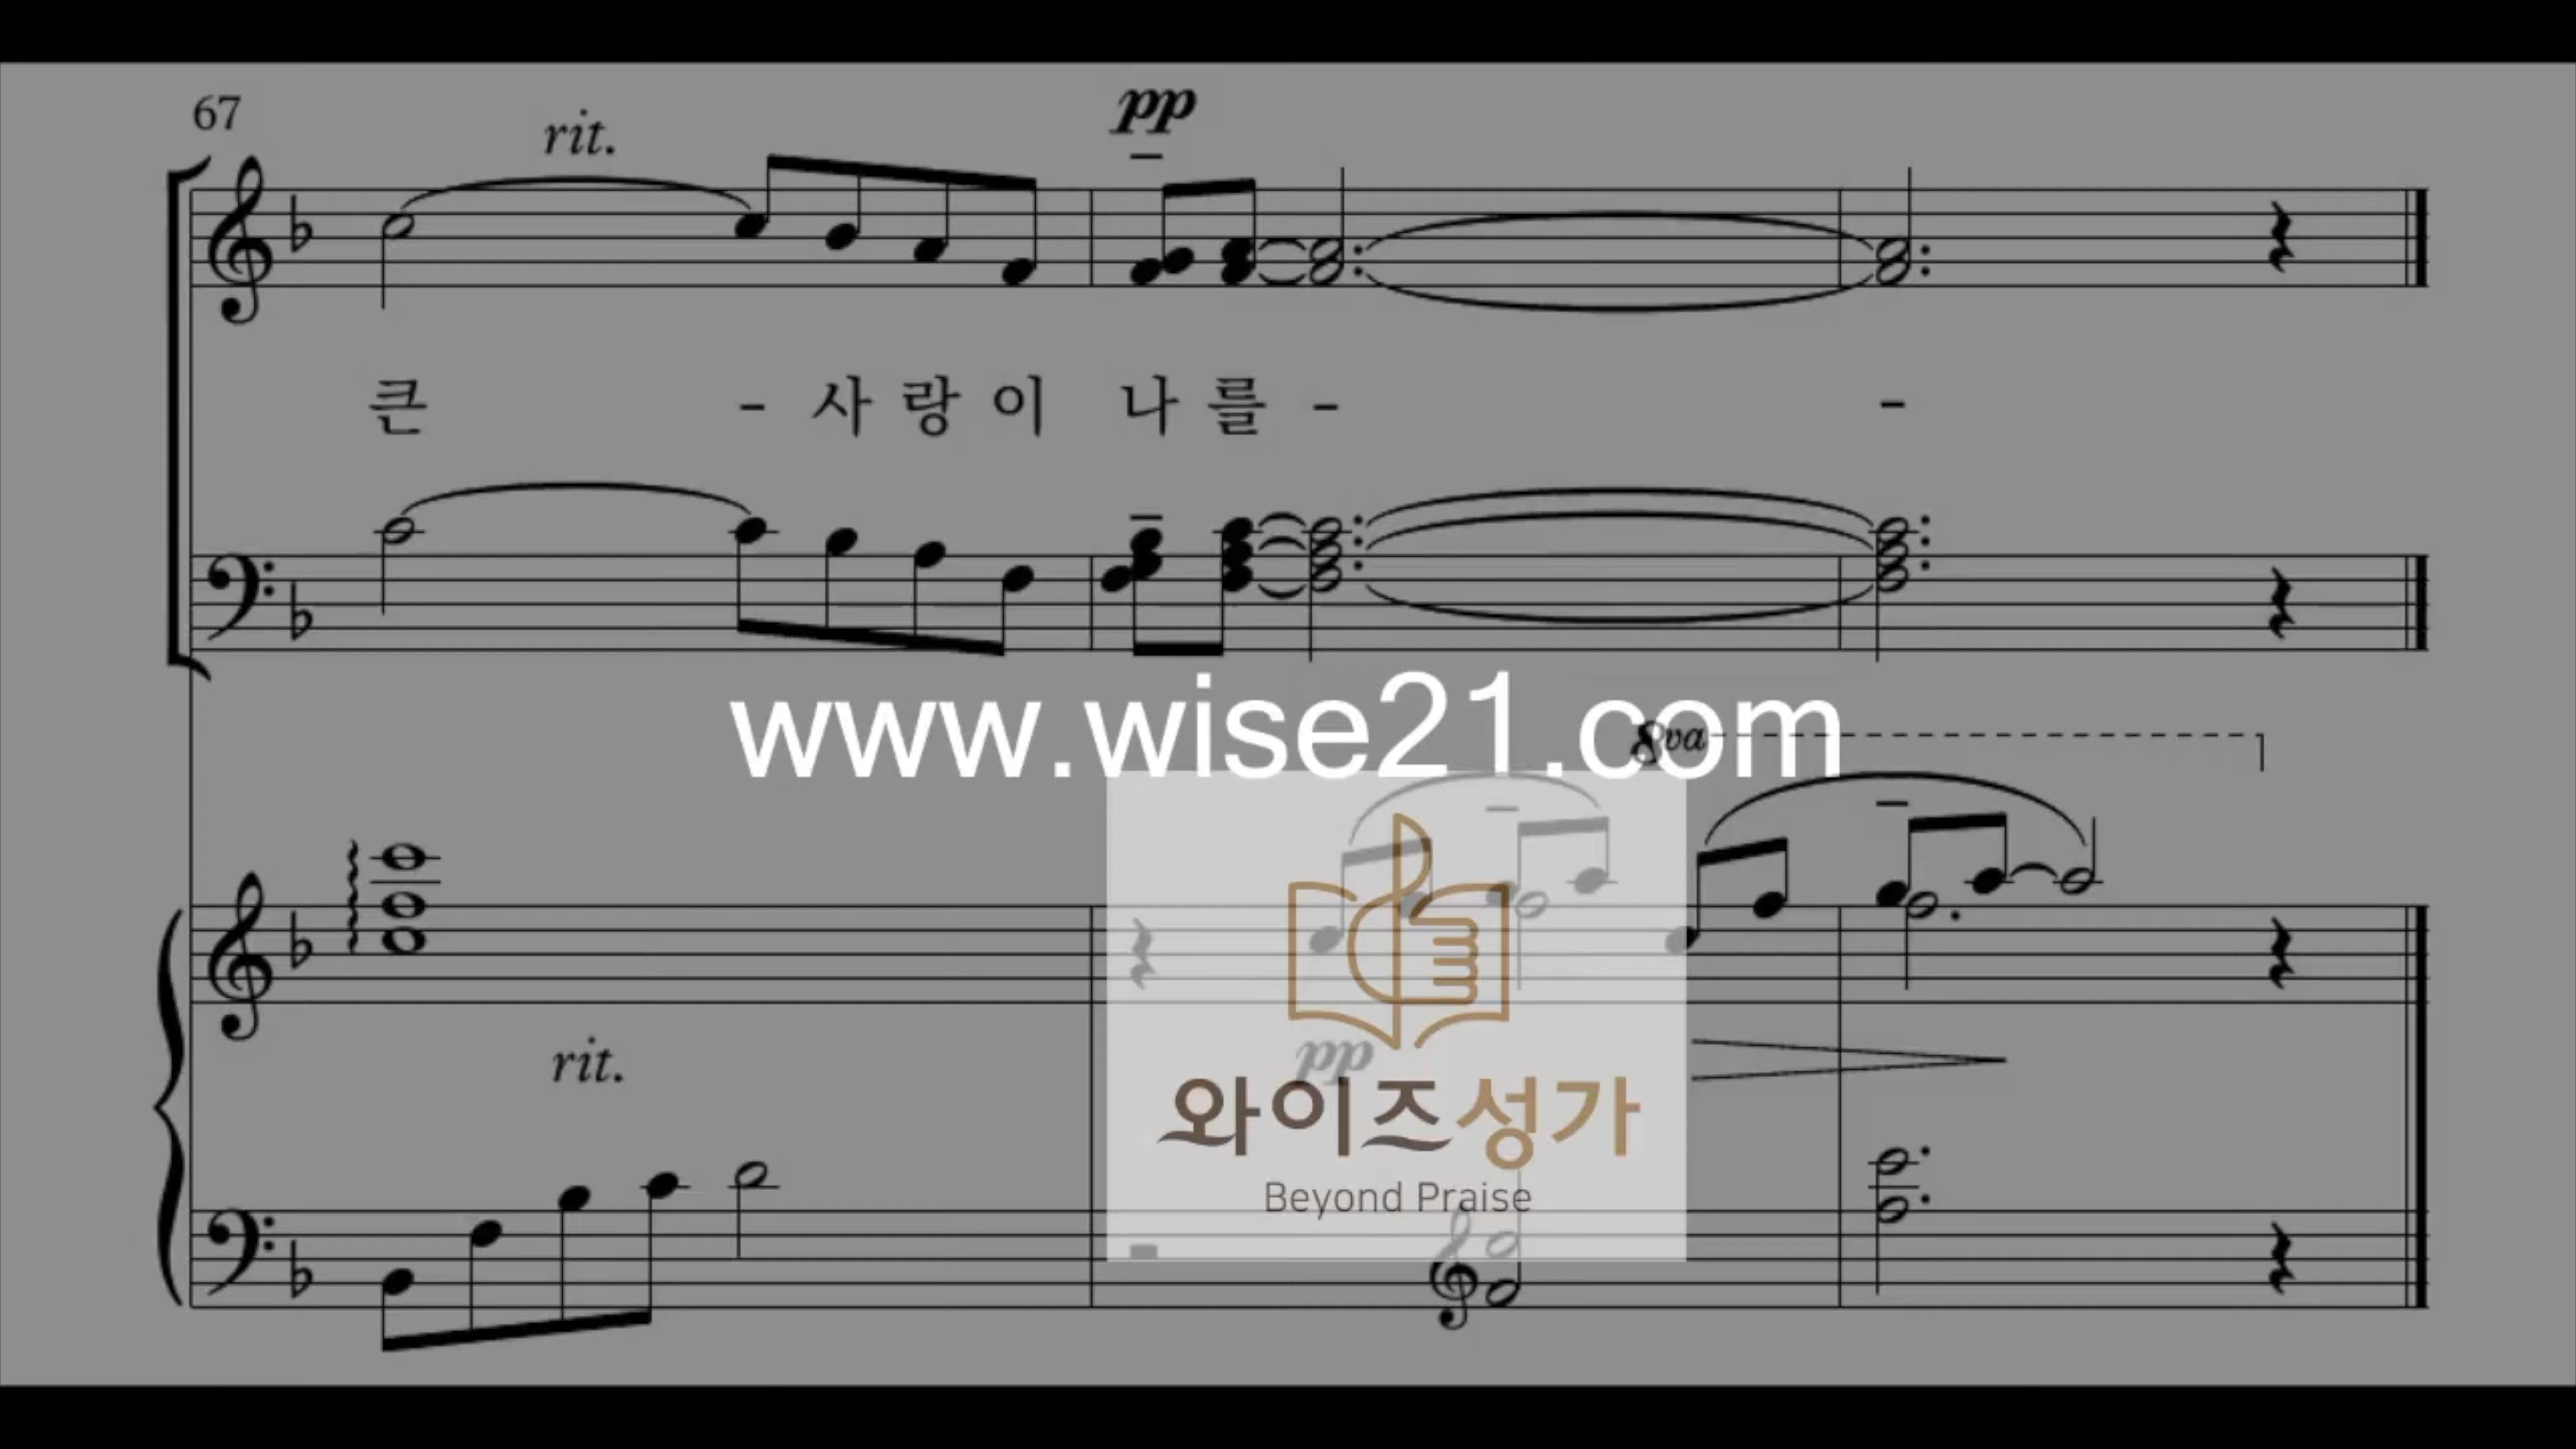 67
rit.
pp
큰 - 사 랑 이 나 를 - -
www.wise21.com
8va
rit.
pp
와이즈성가
Beyond Praise